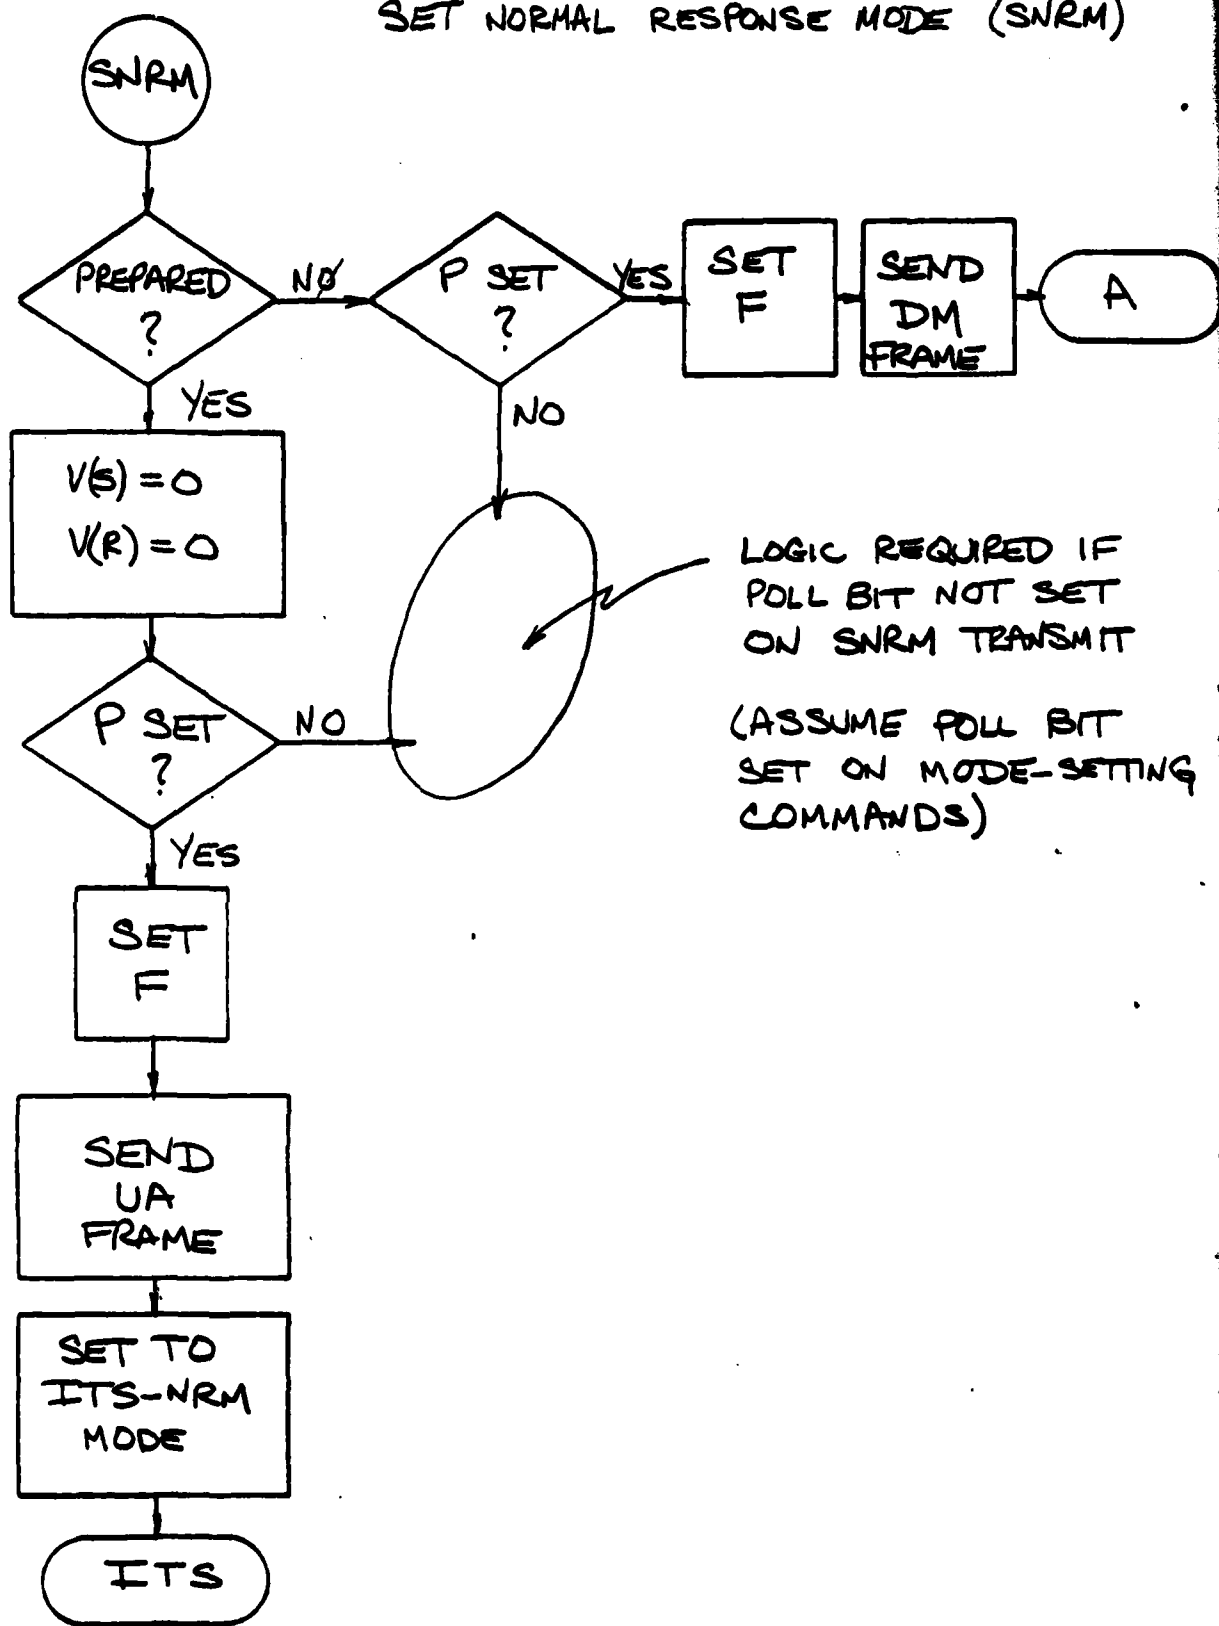 SET NORMAL RESPONSE MODE (SNRM)
SNRM
PREPARED
?
NO
P SET
?
YES
SET
F
SEND
DM
FRAME
A
YES
NO
V(S) = 0
V(R) = 0
LOGIC REQUIRED IF
POLL BIT NOT SET
ON SNRM TRANSMIT
(ASSUME POLL BIT
SET ON MODE-SETTING
COMMANDS)
P SET
?
NO
YES
SET
F
SEND
UA
FRAME
SET TO
ITS-NRM
MODE
ITS